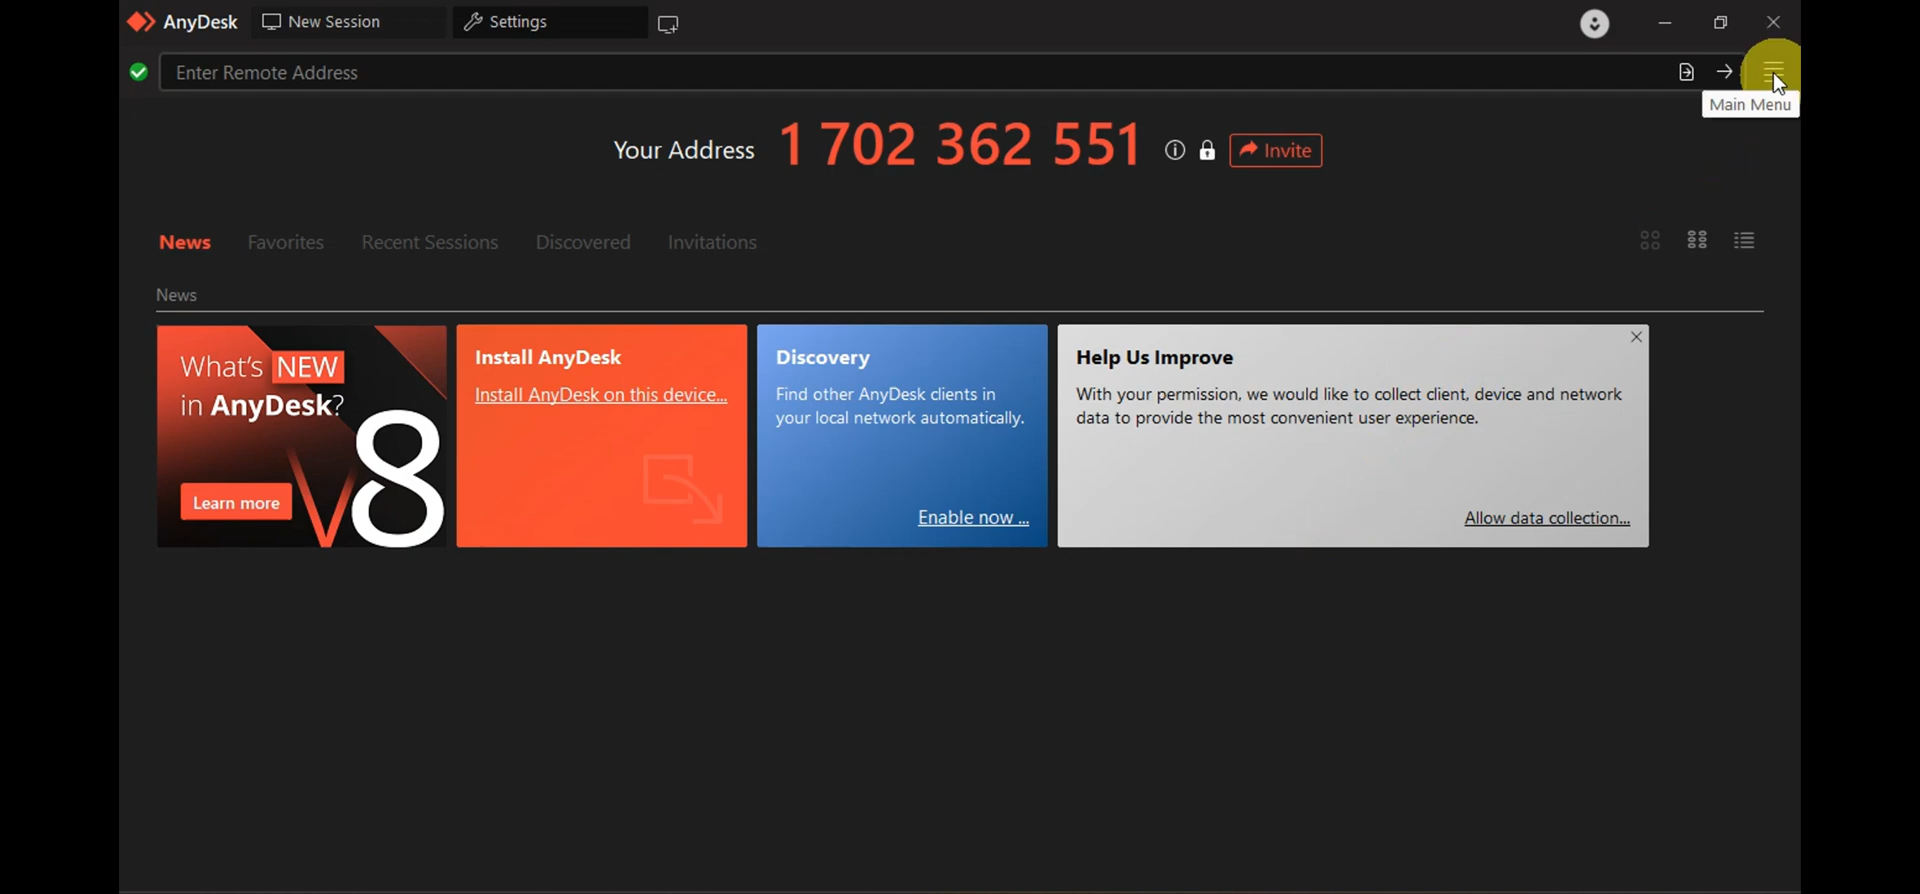 AnyDesk New Session Settings
Enter Remote Address
Main Menu
Your Address 1 702 362 551 Invite
News Favorites Recent Sessions Discovered Invitations
News
What's NEW
in AnyDesk?
V8
Learn more
Install AnyDesk
Install AnyDesk on this device...
Discovery
Find other AnyDesk clients in
your local network automatically.
Enable now ...
Help Us Improve
With your permission, we would like to collect client, device and network
data to provide the most convenient user experience.
Allow data collection...